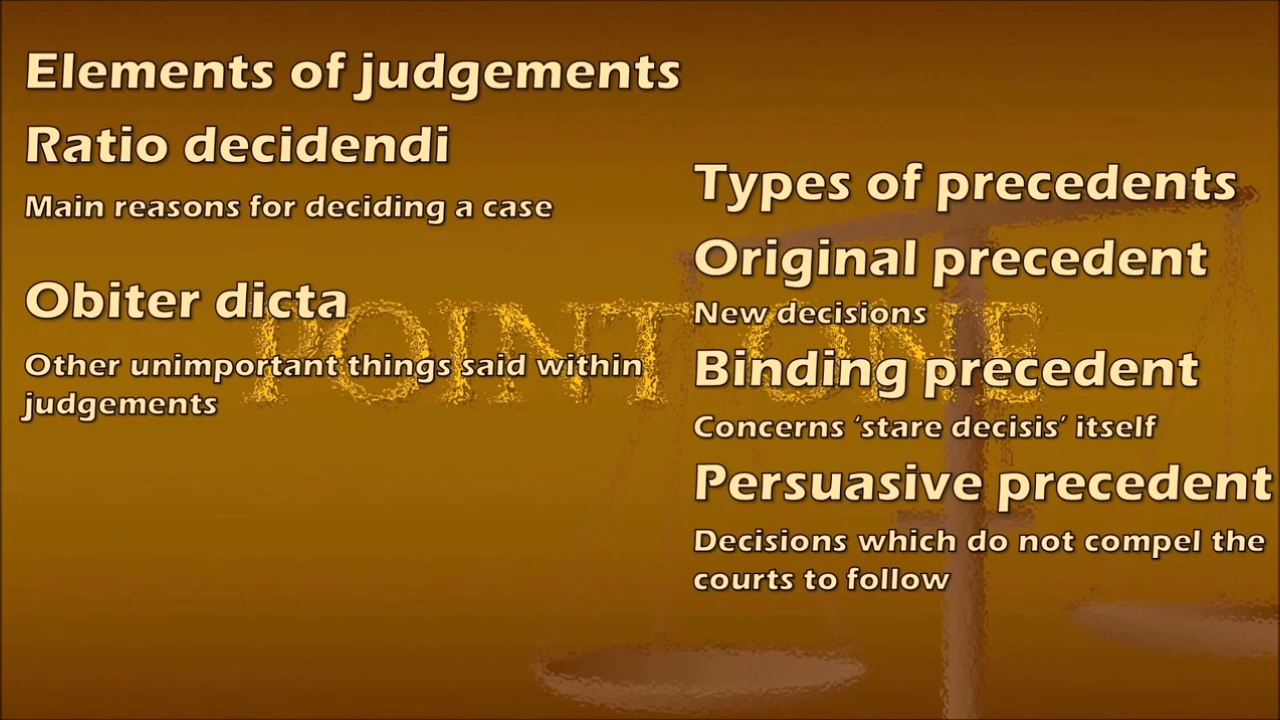 Elements of judgements
Ratio decidendi
Main reasons for deciding a case
Obiter dicta
Other unimportant things said within
judgements
Types of precedents
Original precedent
New decisions
Binding precedent
Concerns ‘stare decisis’ itself
Persuasive precedent
Decisions which do not compel the
courts to follow
POINT ONE